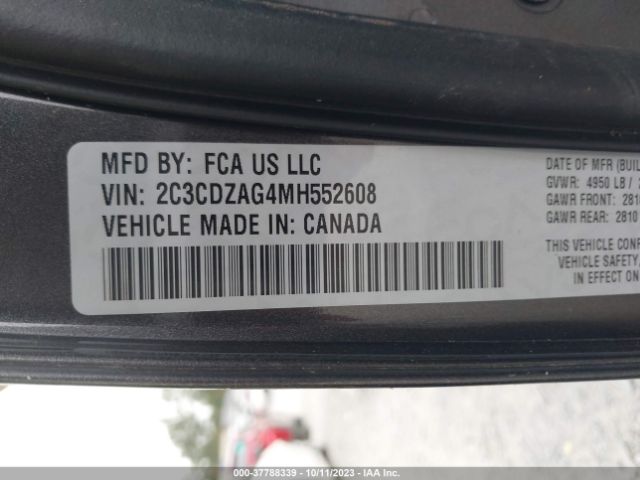 MFD BY: FCA US LLC
VIN: 2C3CDZAG4MH552608
VEHICLE MADE IN: CANADA
DATE OF MFR (BUIL
GVWR: 4950 LB /
GAWR FRONT: 281
GAWR REAR: 2810
THIS VEHICLE CONF
VEHICLE SAFETY,
IN EFFECT ON
000-37788339 / 10/11/2023 / IAA Inc.